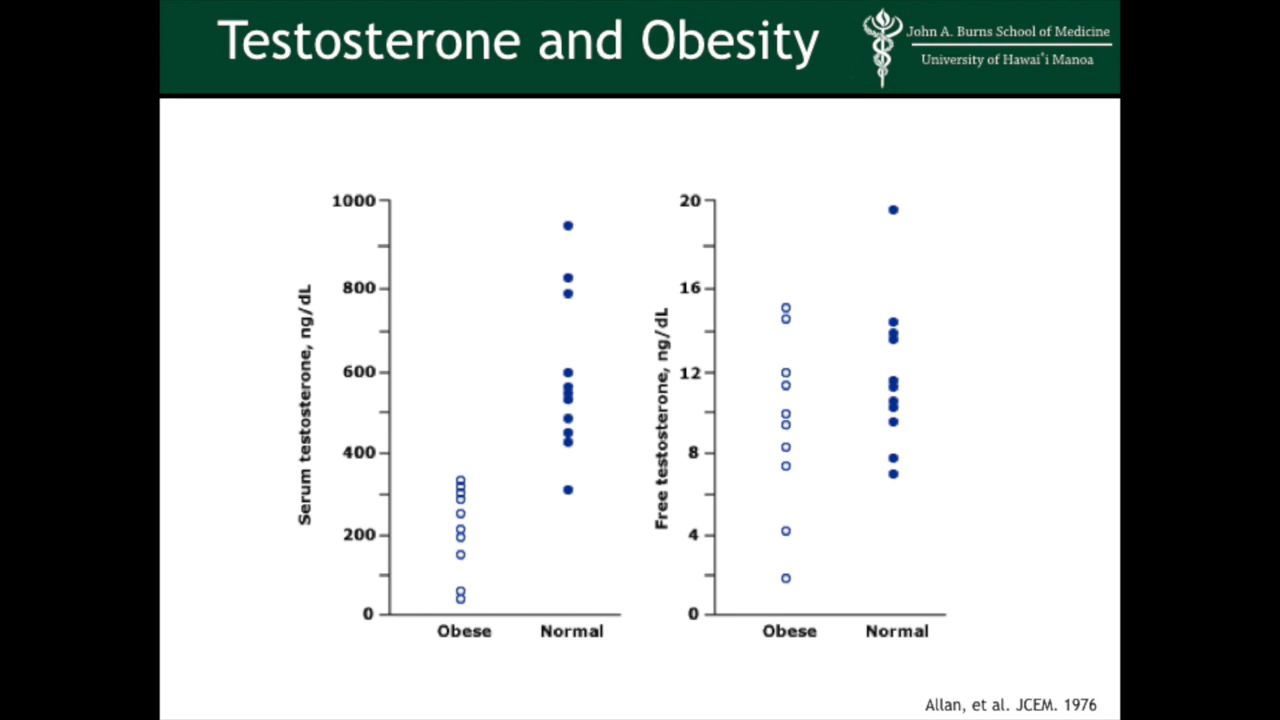 Testosterone and Obesity
John A. Burns School of Medicine
University of Hawaiʻi Manoa
1000
800
600
400
200
0
Serum testosterone, ng/dL
Obese
Normal
20
16
12
8
4
0
Free testosterone, ng/dL
Obese
Normal
Allan, et al. JCEM. 1976